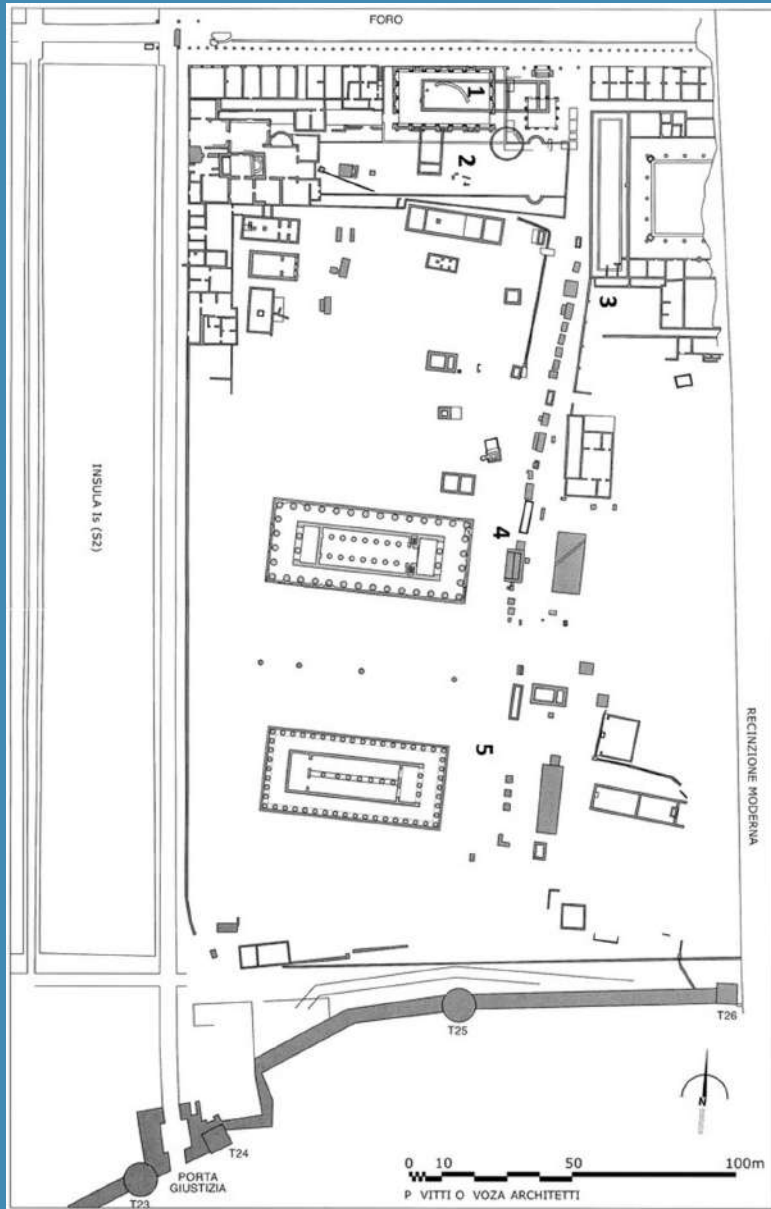 FORO
1
2
3
INSULA Is (S2)
4
5
RECINZIONE MODERNA
T26
T25
T24
PORTA
GIUSTIZIA
T23
N
0 10 50 100m
P VITTI O VOZA ARCHITETTI